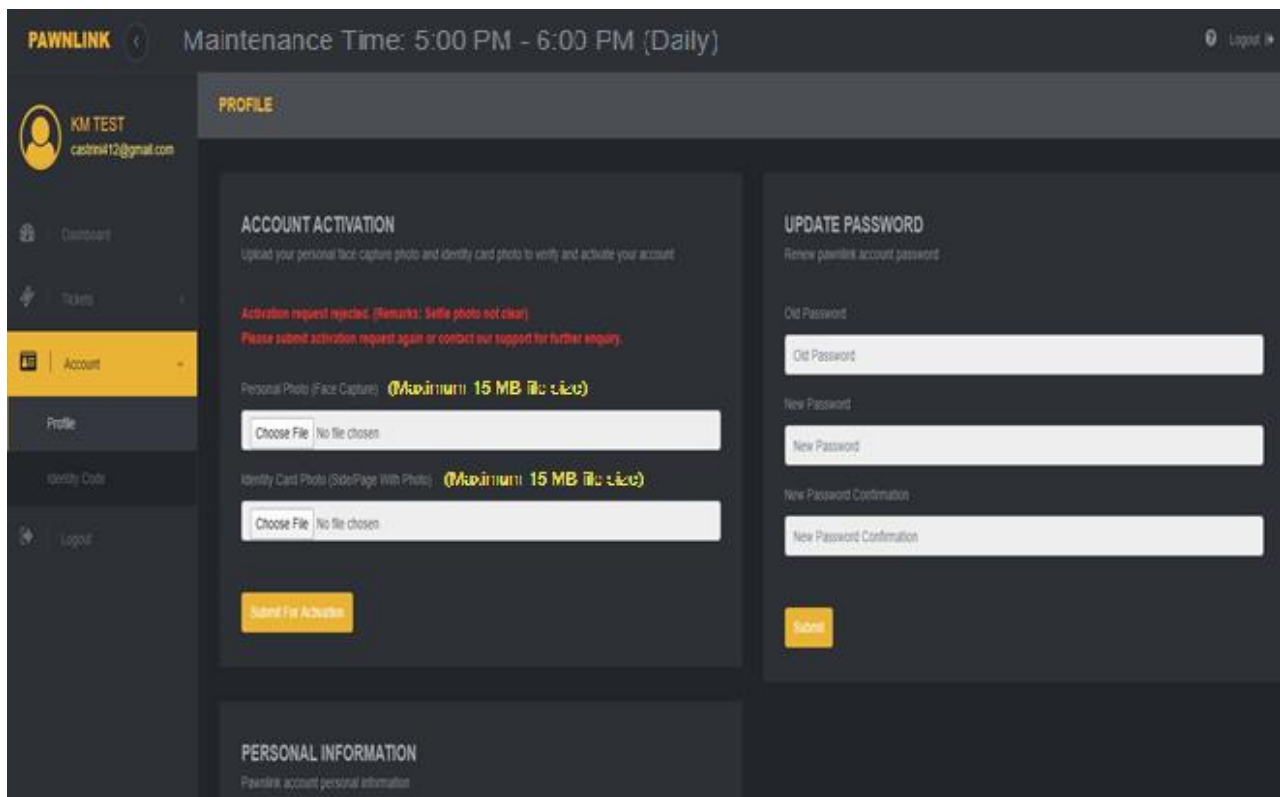 PAWNLINK
Maintenance Time: 5:00 PM - 6:00 PM (Daily)
Logout
KM TEST
castrini412@gmail.com
Dashboard
Tickets
Account
Profile
Identity Code
Logout
PROFILE
ACCOUNT ACTIVATION
Upload your personal face capture photo and identity card photo to verify and activate your account
Activation request rejected. (Remarks: Selfie photo not clear)
Please submit activation request again or contact our support for further enquiry.
Personal Photo (Face Capture) (Maximum 15 MB file size)
Choose File No file chosen
Identity Card Photo (Side/Page With Photo) (Maximum 15 MB file size)
Choose File No file chosen
Submit For Activation
UPDATE PASSWORD
Renew pawnlink account password
Old Password
Old Password
New Password
New Password
New Password Confirmation
New Password Confirmation
Submit
PERSONAL INFORMATION
Pawnlink account personal information